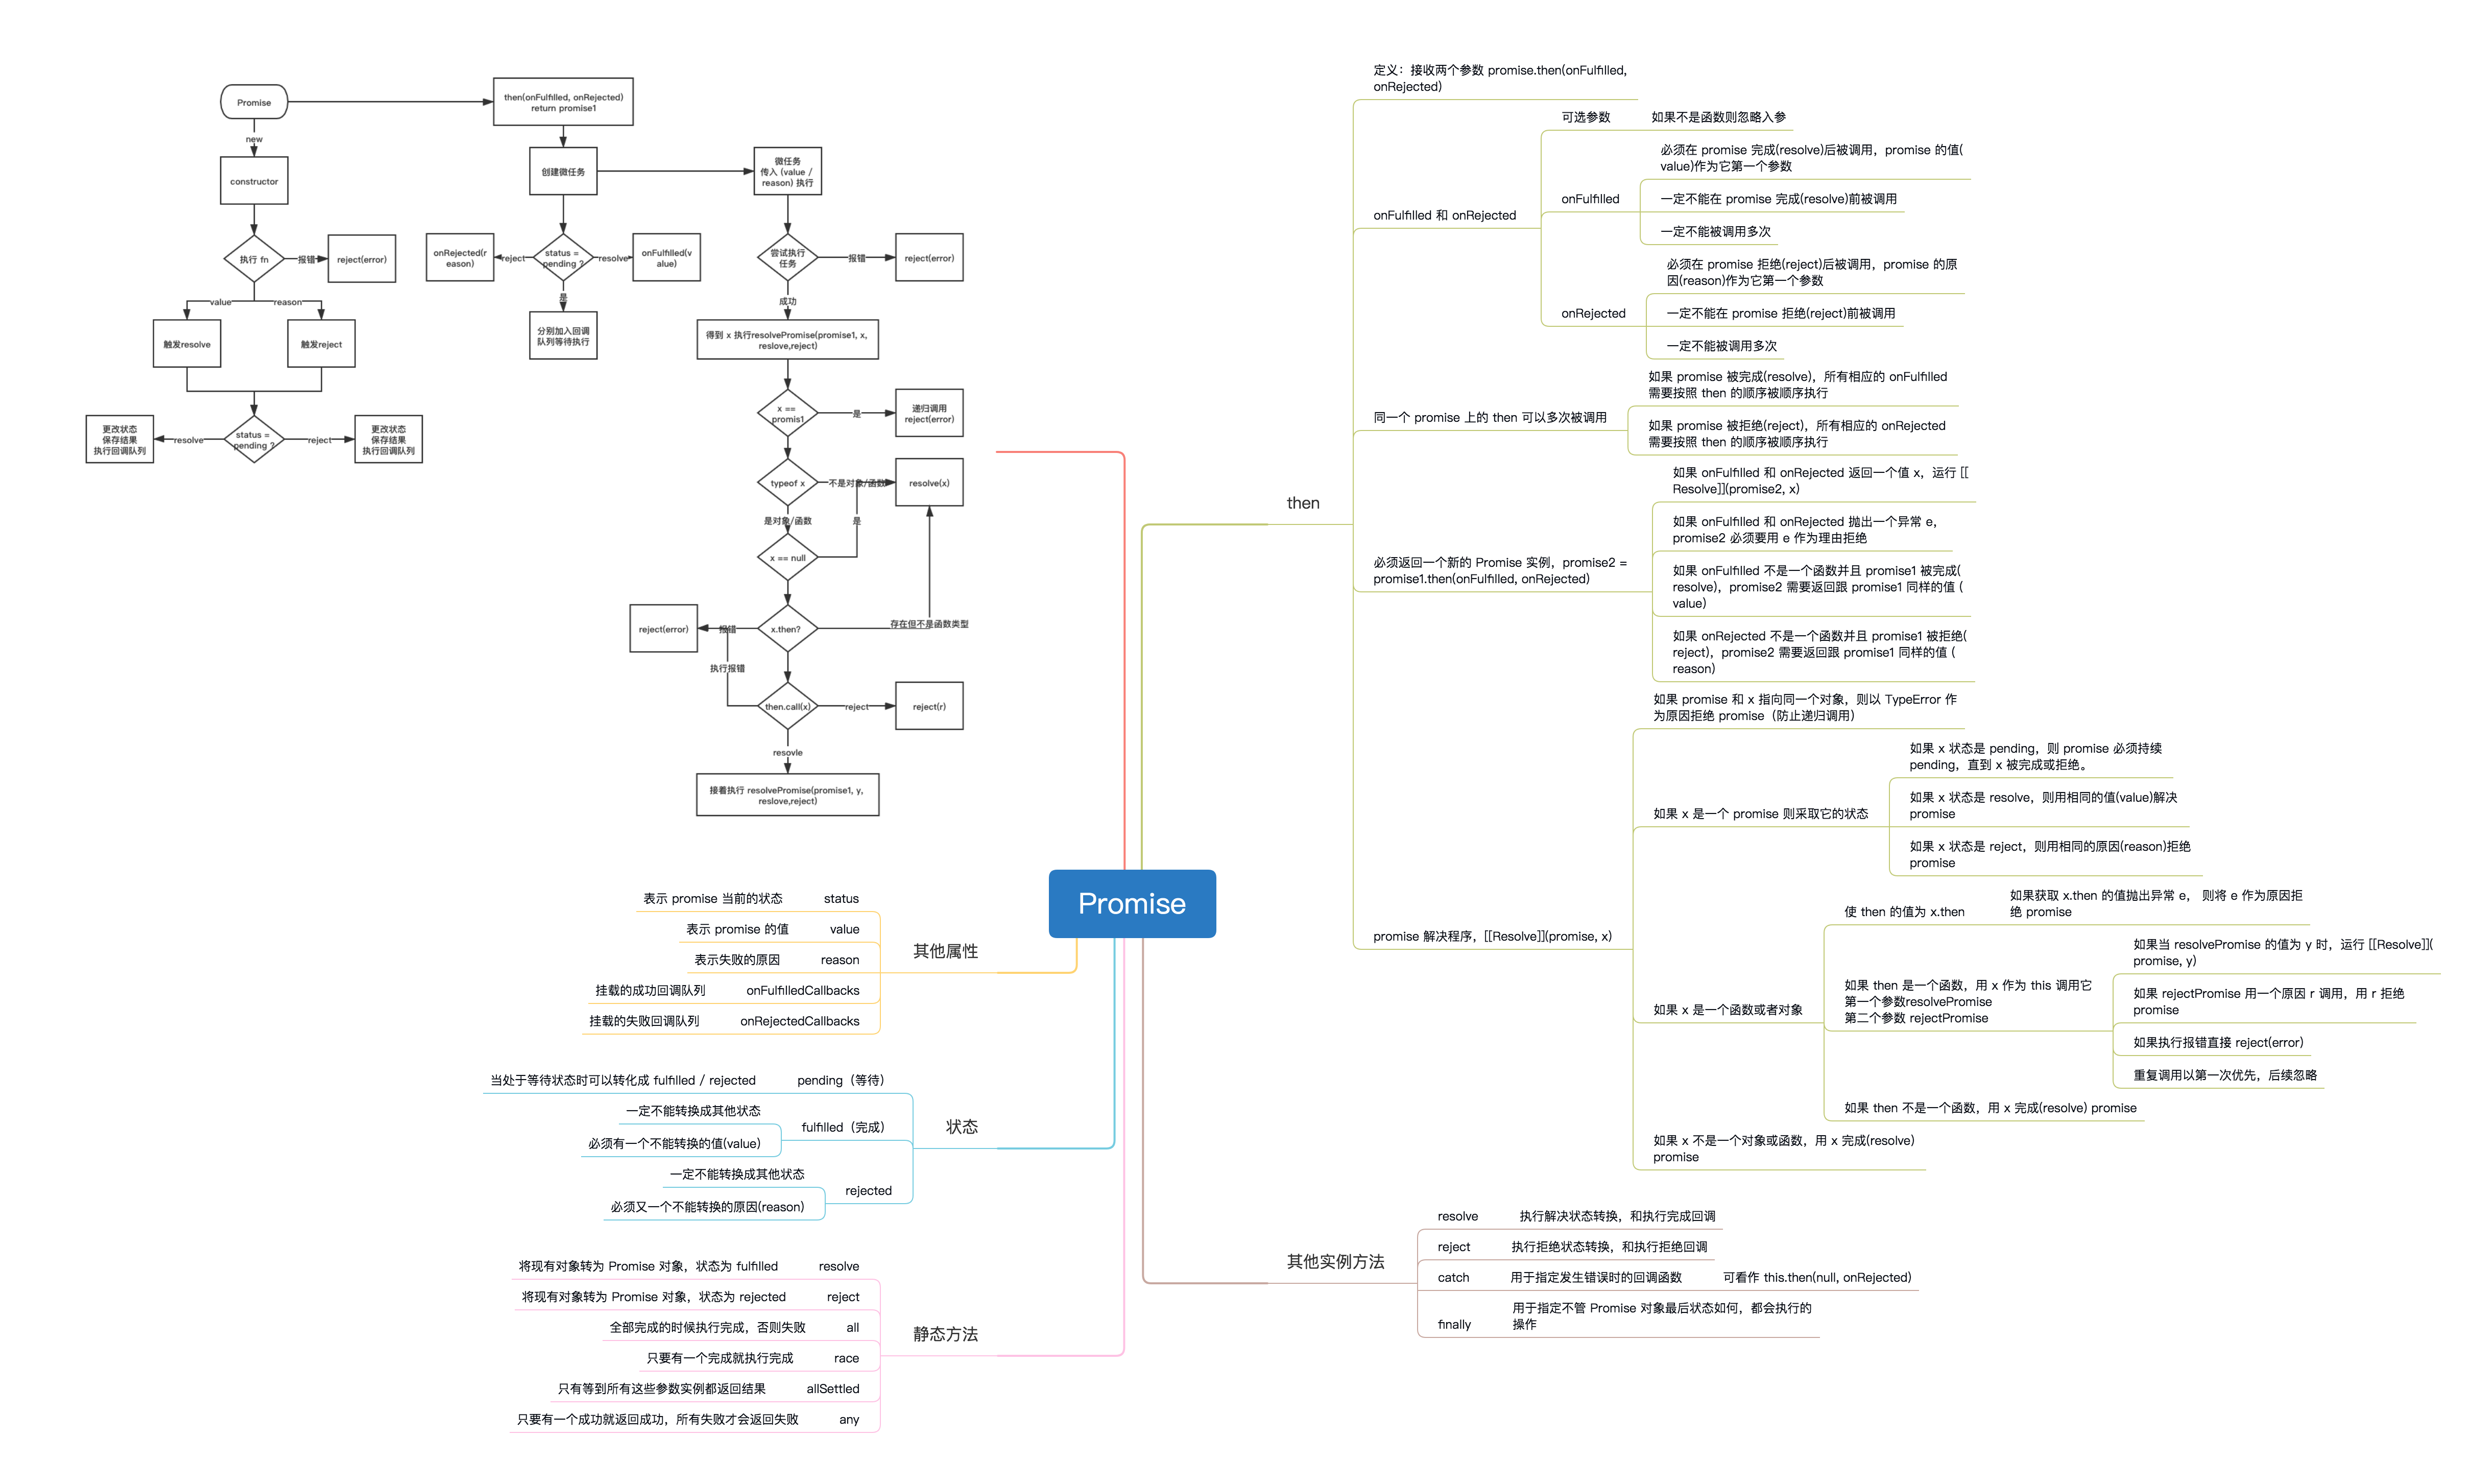 Promise
new
constructor
执行 fn
报错
reject(error)
value
reason
触发resolve
触发reject
status =
pending ?
resolve
reject
更改状态
保存结果
执行回调队列
更改状态
保存结果
执行回调队列
then(onFulfilled, onRejected)
return promise1
创建微任务
status =
pending ?
reject
resolve
onRejected(r
eason)
onFulfilled(v
alue)
是
分别加入回调
队列等待执行
微任务
传入 (value /
reason) 执行
尝试执行
任务
报错
reject(error)
成功
得到 x 执行resolvePromise(promise1, x,
reslove,reject)
x ==
promis1
是
递归调用
reject(error)
typeof x
不是对象/函数
resolve(x)
是对象/函数
是
x == null
x.then?
报错
reject(error)
存在但不是函数类型
执行报错
then.call(x)
reject
reject(r)
resovle
接着执行 resolvePromise(promise1, y,
reslove,reject)
Promise
then
定义：接收两个参数 promise.then(onFulfilled,
onRejected)
onFulfilled 和 onRejected
可选参数
如果不是函数则忽略入参
onFulfilled
必须在 promise 完成(resolve)后被调用，promise 的值(
value)作为它第一个参数
一定不能在 promise 完成(resolve)前被调用
一定不能被调用多次
onRejected
必须在 promise 拒绝(reject)后被调用，promise 的原
因(reason)作为它第一个参数
一定不能在 promise 拒绝(reject)前被调用
一定不能被调用多次
同一个 promise 上的 then 可以多次被调用
如果 promise 被完成(resolve)，所有相应的 onFulfilled
需要按照 then 的顺序被顺序执行
如果 promise 被拒绝(reject)，所有相应的 onRejected
需要按照 then 的顺序被顺序执行
必须返回一个新的 Promise 实例，promise2 =
promise1.then(onFulfilled, onRejected)
如果 onFulfilled 和 onRejected 返回一个值 x，运行 [[
Resolve]](promise2, x)
如果 onFulfilled 和 onRejected 抛出一个异常 e，
promise2 必须要用 e 作为理由拒绝
如果 onFulfilled 不是一个函数并且 promise1 被完成(
resolve)，promise2 需要返回跟 promise1 同样的值 (
value)
如果 onRejected 不是一个函数并且 promise1 被拒绝(
reject)，promise2 需要返回跟 promise1 同样的值 (
reason)
promise 解决程序，[[Resolve]](promise, x)
如果 promise 和 x 指向同一个对象，则以 TypeError 作
为原因拒绝 promise（防止递归调用）
如果 x 是一个 promise 则采取它的状态
如果 x 状态是 pending，则 promise 必须持续
pending，直到 x 被完成或拒绝。
如果 x 状态是 resolve，则用相同的值(value)解决
promise
如果 x 状态是 reject，则用相同的原因(reason)拒绝
promise
如果 x 是一个函数或者对象
使 then 的值为 x.then
如果获取 x.then 的值抛出异常 e， 则将 e 作为原因拒
绝 promise
如果 then 是一个函数，用 x 作为 this 调用它
第一个参数resolvePromise
第二个参数 rejectPromise
如果当 resolvePromise 的值为 y 时，运行 [[Resolve]](
promise, y)
如果 rejectPromise 用一个原因 r 调用，用 r 拒绝
promise
如果执行报错直接 reject(error)
重复调用以第一次优先，后续忽略
如果 then 不是一个函数，用 x 完成(resolve) promise
如果 x 不是一个对象或函数，用 x 完成(resolve)
promise
其他实例方法
resolve
执行解决状态转换，和执行完成回调
reject
执行拒绝状态转换，和执行拒绝回调
catch
用于指定发生错误时的回调函数
可看作 this.then(null, onRejected)
finally
用于指定不管 Promise 对象最后状态如何，都会执行的
操作
其他属性
表示 promise 当前的状态
status
表示 promise 的值
value
表示失败的原因
reason
挂载的成功回调队列
onFulfilledCallbacks
挂载的失败回调队列
onRejectedCallbacks
状态
当处于等待状态时可以转化成 fulfilled / rejected
pending（等待）
一定不能转换成其他状态
必须有一个不能转换的值(value)
fulfilled（完成）
一定不能转换成其他状态
必须又一个不能转换的原因(reason)
rejected
静态方法
将现有对象转为 Promise 对象，状态为 fulfilled
resolve
将现有对象转为 Promise 对象，状态为 rejected
reject
全部完成的时候执行完成，否则失败
all
只要有一个完成就执行完成
race
只有等到所有这些参数实例都返回结果
allSettled
只要有一个成功就返回成功，所有失败才会返回失败
any